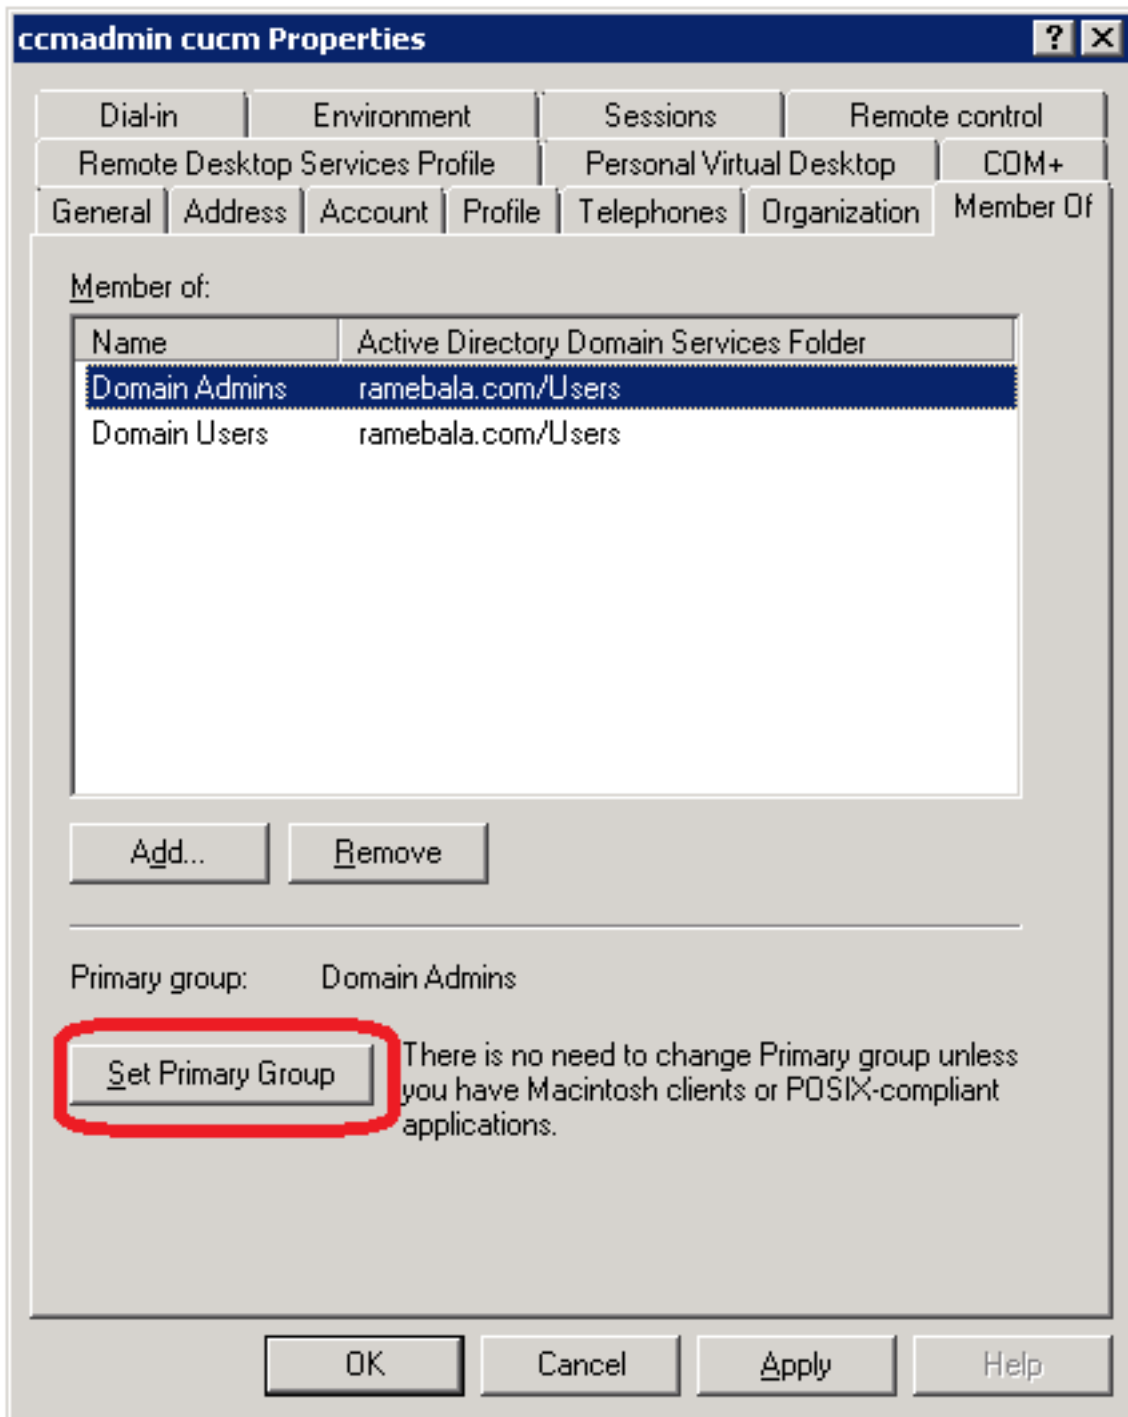 ccmadmin cucm Properties
Dial-in Environment Sessions Remote control
Remote Desktop Services Profile Personal Virtual Desktop COM+
General Address Account Profile Telephones Organization Member Of
Member of:
Name Active Directory Domain Services Folder
Domain Admins ramebala.com/Users
Domain Users ramebala.com/Users
Add... Remove
Primary group: Domain Admins
Set Primary Group
There is no need to change Primary group unless
you have Macintosh clients or POSIX-compliant
applications.
OK Cancel Apply Help